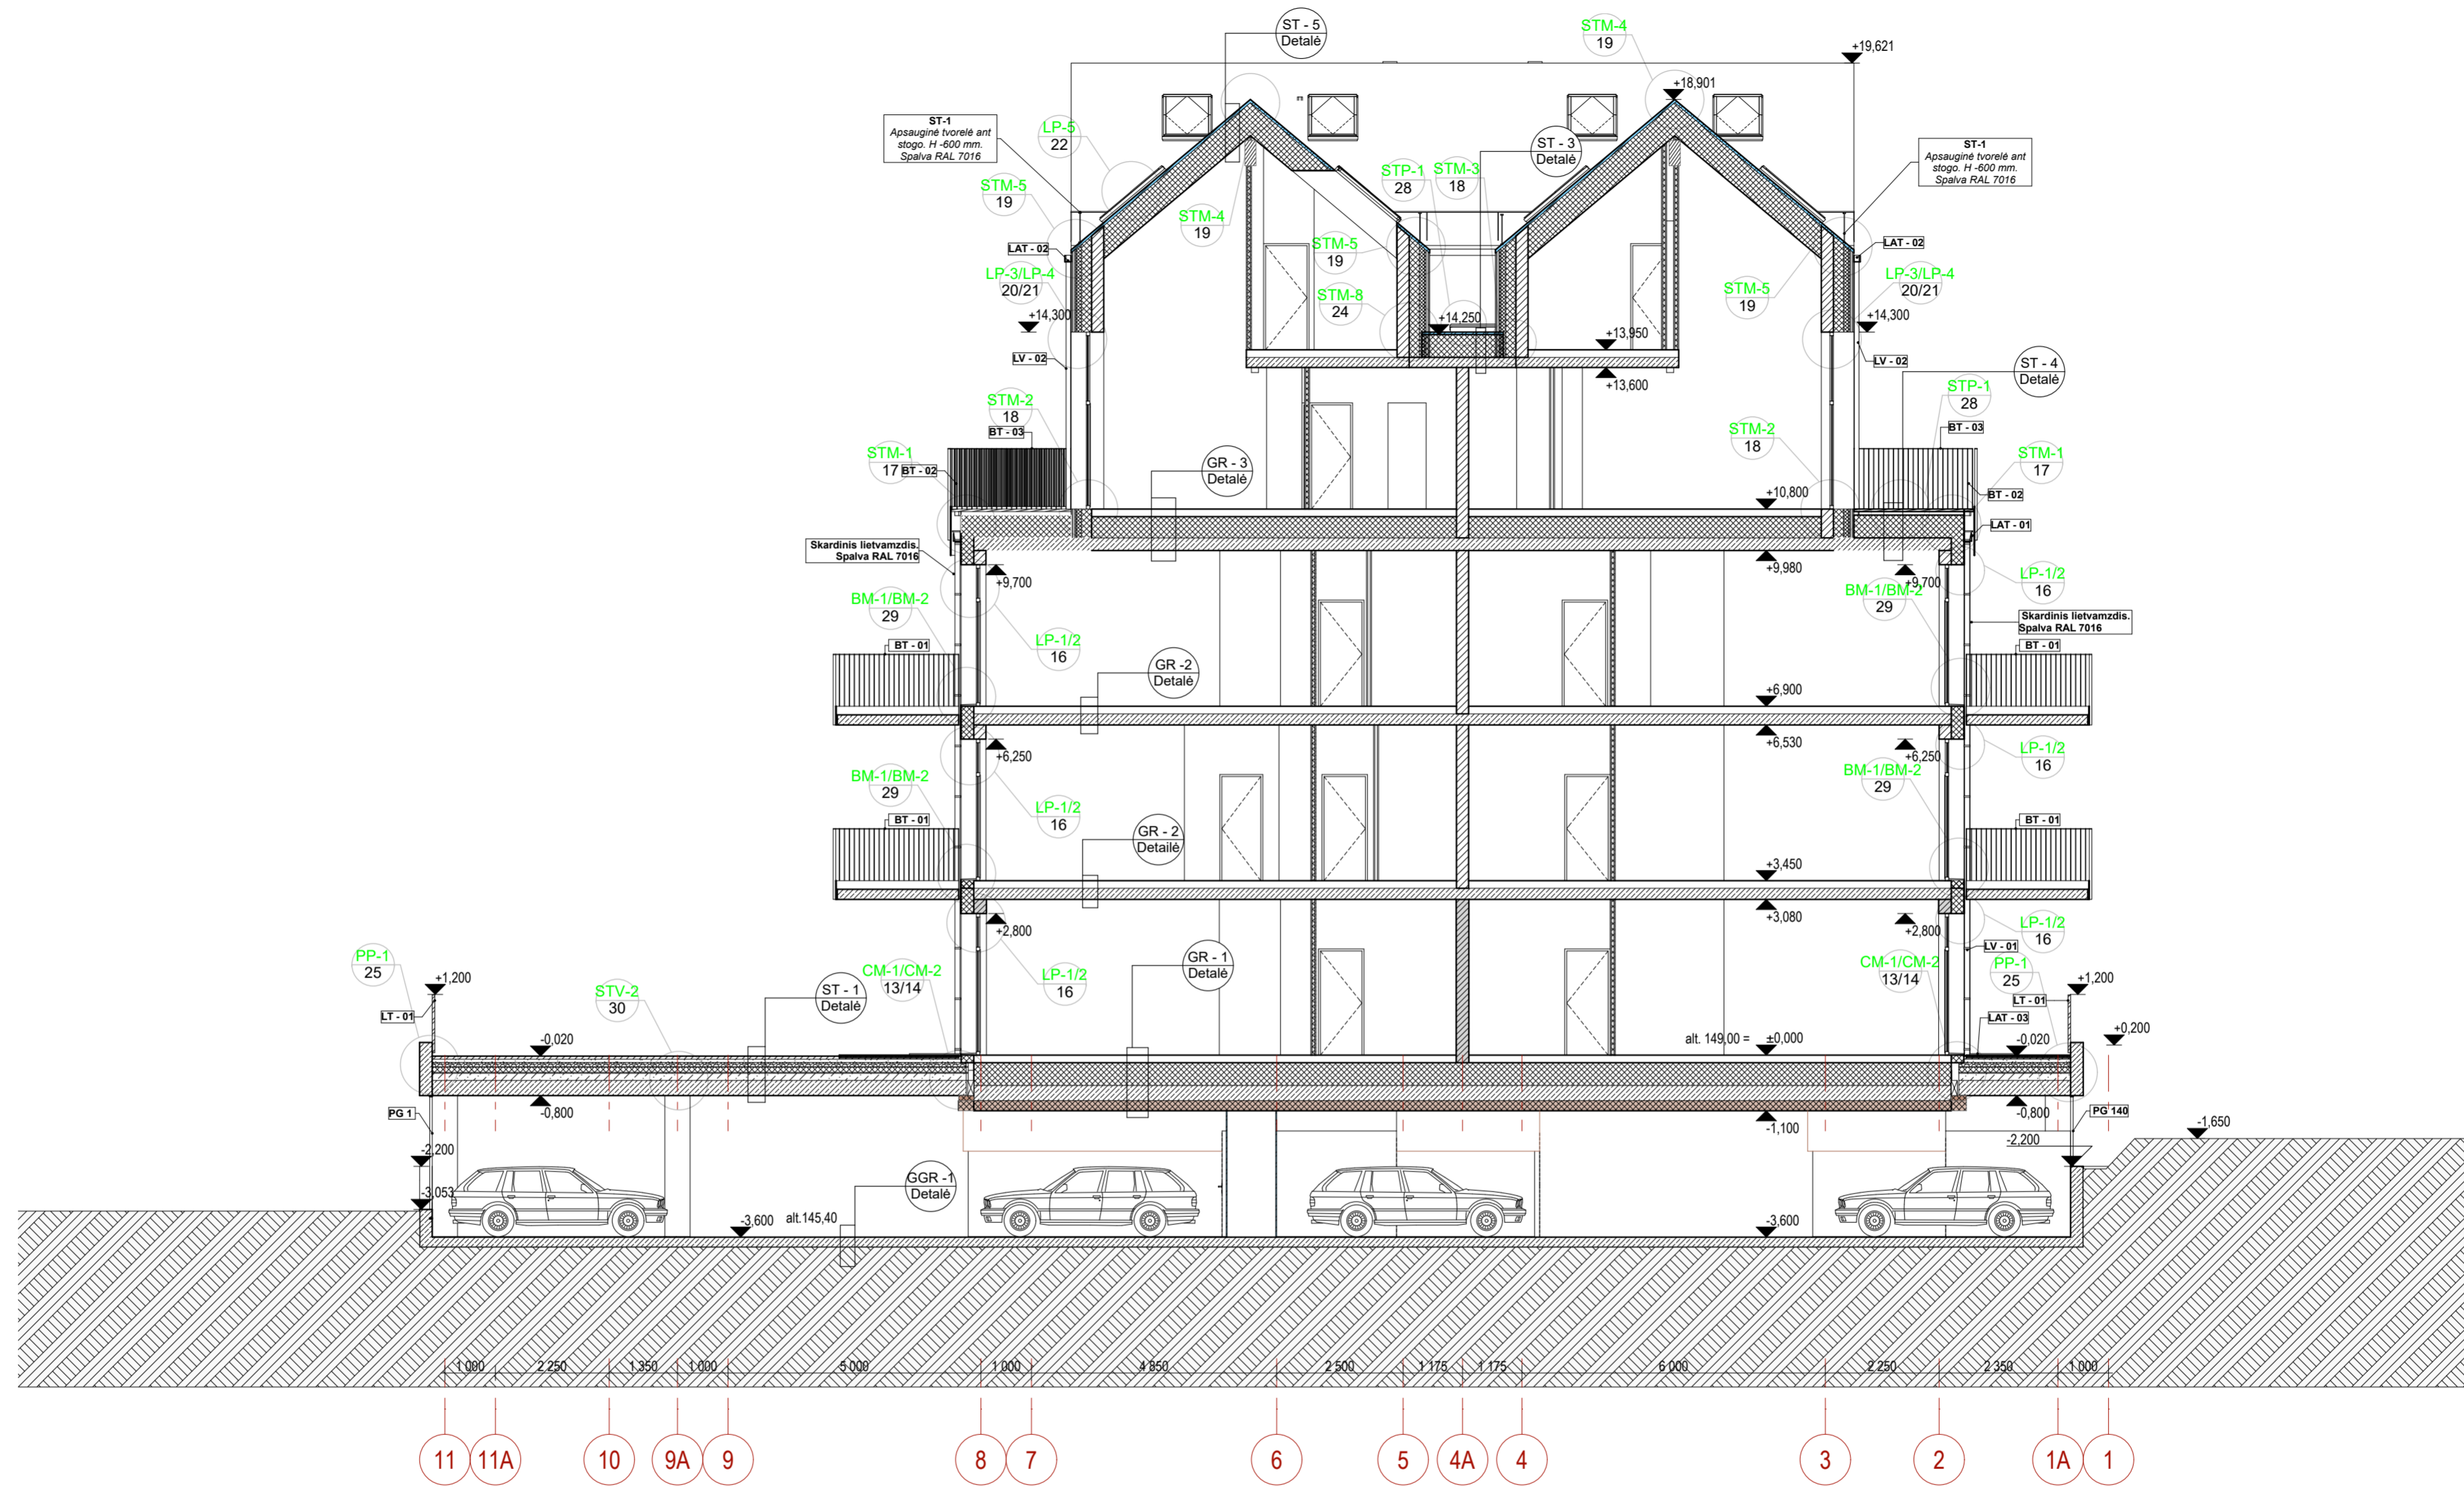 ST - 5
Detalė
STM-4
19
+19,621
+18,901
ST-1
Apsauginė tvorelė ant
stogo. H -600 mm.
Spalva RAL 7016
LP-5
22
ST - 3
Detalė
ST-1
Apsauginė tvorelė ant
stogo. H -600 mm.
Spalva RAL 7016
STM-5
19
STP-1
28
STM-3
18
STM-4
19
LAT - 02
STM-5
19
LAT - 02
LP-3/LP-4
20/21
STM-8
24
STM-5
19
LP-3/LP-4
20/21
+14,300
+14,250
+13,950
+14,300
LV - 02
LV - 02
ST - 4
Detalė
+13,600
STM-2
18
STP-1
28
BT - 03
STM-2
18
BT - 03
STM-1
17
BT - 02
GR - 3
Detalė
STM-1
17
+10,800
BT - 02
LAT - 01
Skardinis lietvamzdis.
Spalva RAL 7016
+9,700
+9,980
+9,700
LP-1/2
16
BM-1/BM-2
29
BM-1/BM-2
29
Skardinis lietvamzdis.
Spalva RAL 7016
BT - 01
LP-1/2
16
GR -2
Detalė
BT - 01
+6,900
+6,250
+6,530
+6,250
LP-1/2
16
BM-1/BM-2
29
BM-1/BM-2
29
BT - 01
LP-1/2
16
GR - 2
Detailė
BT - 01
+3,450
+2,800
+3,080
+2,800
LP-1/2
16
PP-1
25
+1,200
LT - 01
STV-2
30
ST - 1
Detalė
CM-1/CM-2
13/14
LP-1/2
16
GR - 1
Detalė
CM-1/CM-2
13/14
LV - 01
PP-1
25
LT - 01
+1,200
LAT - 03
+0,200
-0,020
alt. 149,00 = ±0,000
-0,020
PG 1
-0,800
-1,100
-0,800
PG 140
-1,650
-2,200
-2,200
-3,053
GGR -1
Detalė
-3,600
alt.145,40
-3,600
1 000 2 250 1 350 1 000 5 000 1 000 4 850 2 500 1 175 1 175 6 000 2 250 2 350 1 000
11 11A 10 9A 9 8 7 6 5 4A 4 3 2 1A 1